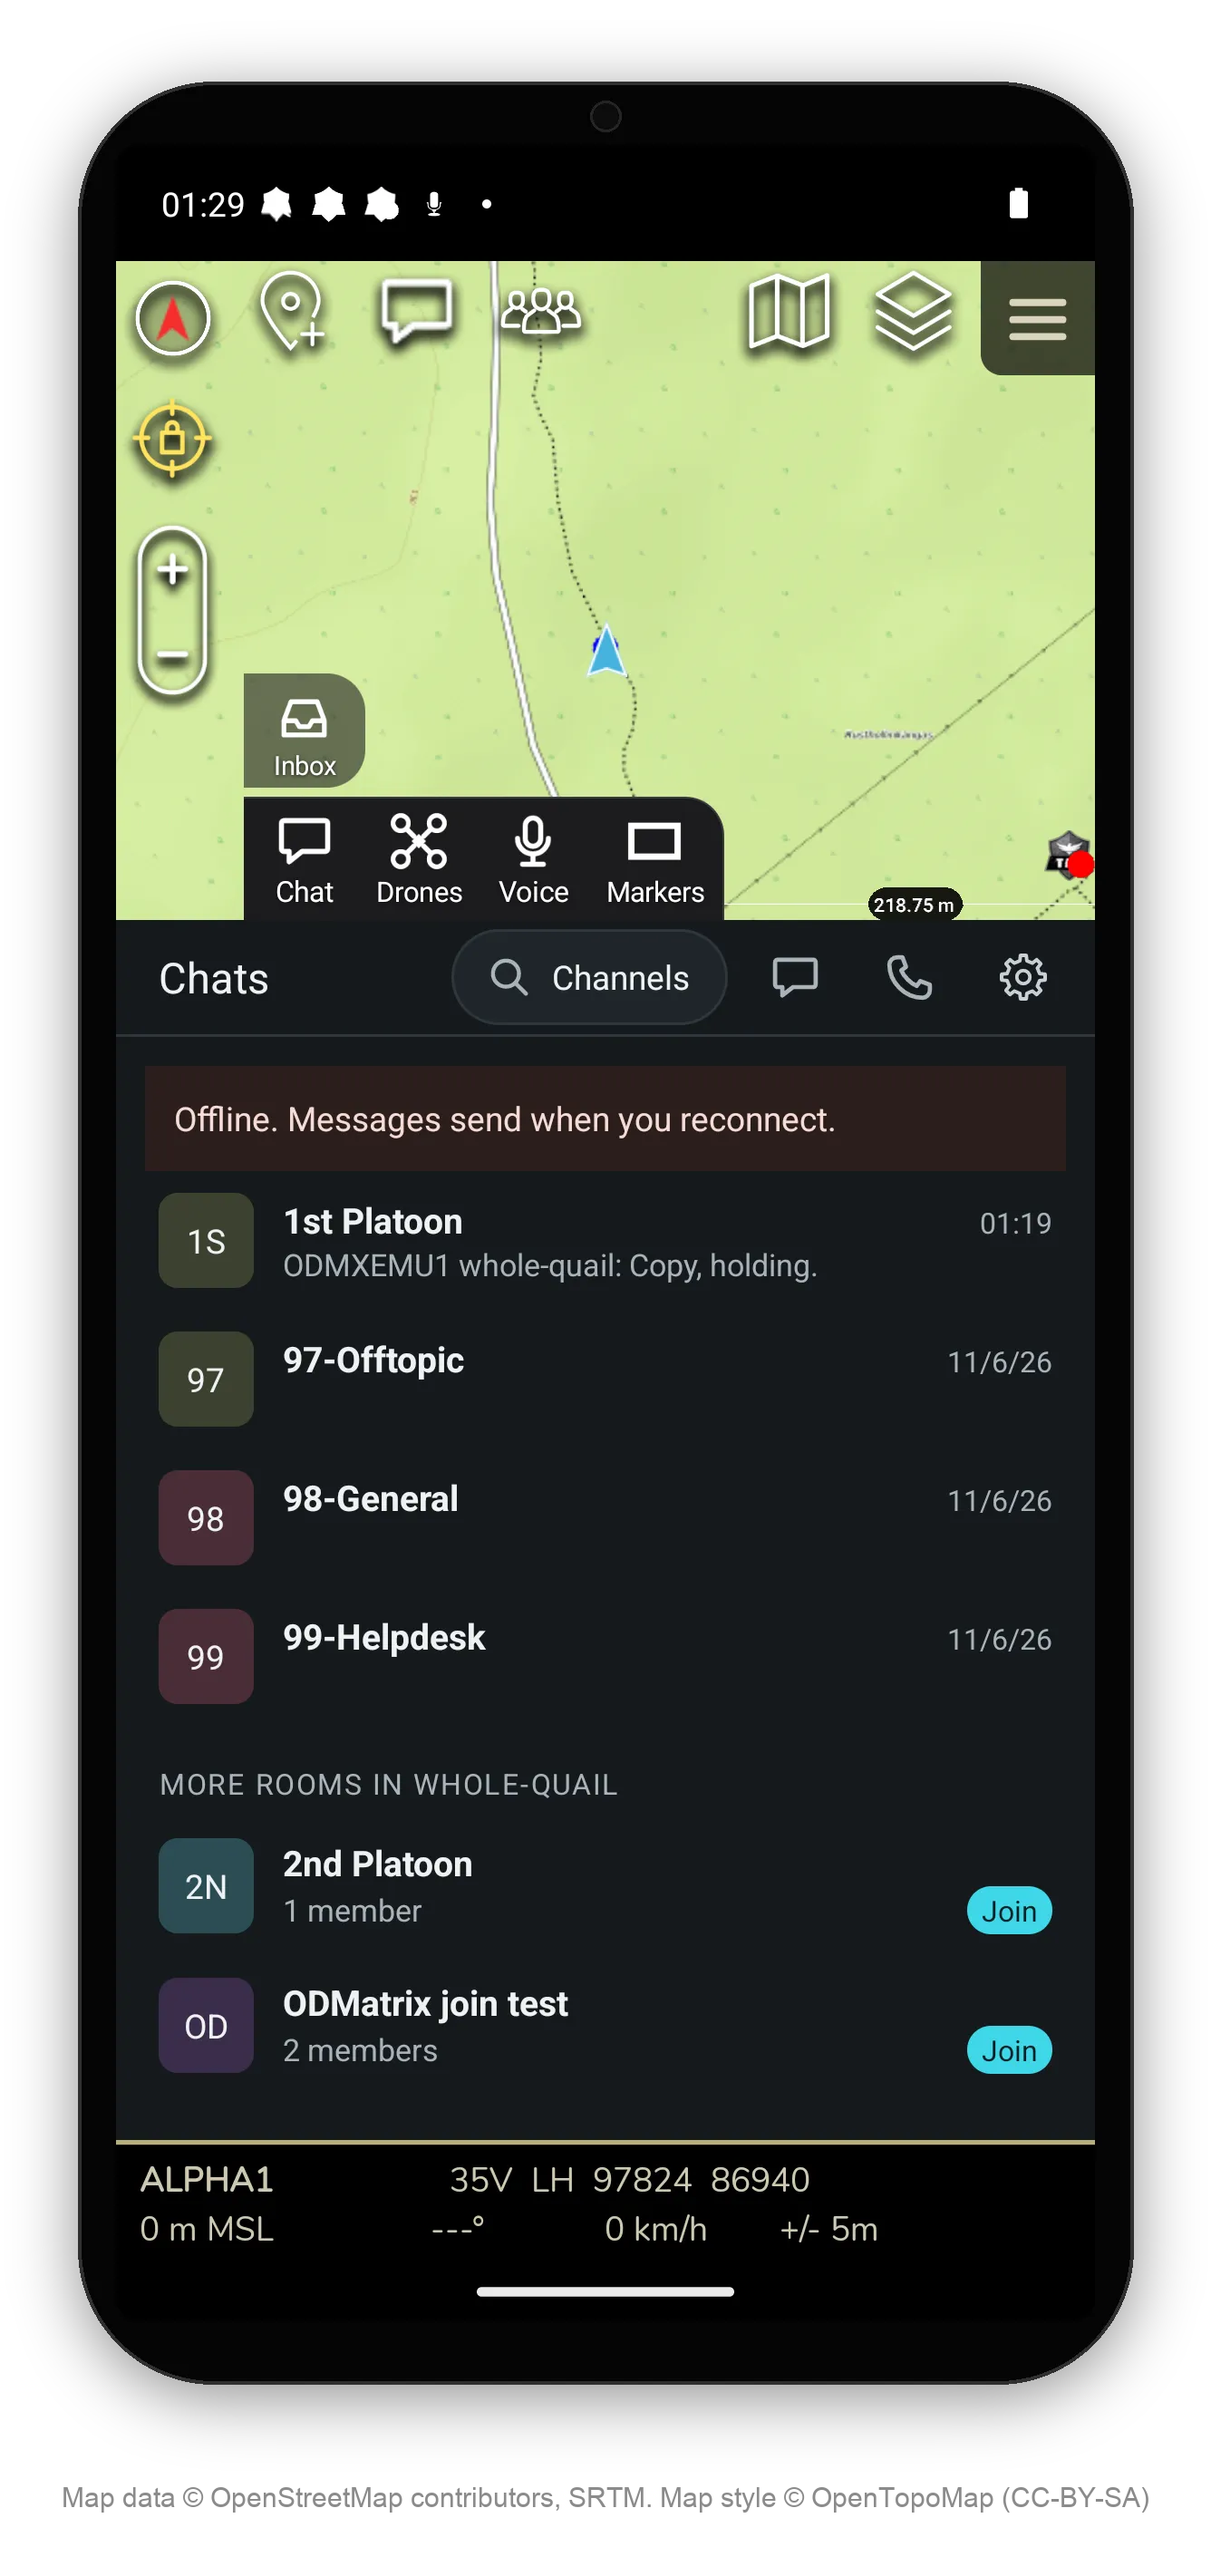 01:29
Inbox
Chat Drones Voice Markers
218.75 m
Chats
Channels
Offline. Messages send when you reconnect.
1S
1st Platoon
01:19
ODMXEMU1 whole-quail: Copy, holding.
97
97-Offtopic
11/6/26
98
98-General
11/6/26
99
99-Helpdesk
11/6/26
MORE ROOMS IN WHOLE-QUAIL
2N
2nd Platoon
1 member
Join
OD
ODMatrix join test
2 members
Join
ALPHA1 35V LH 97824 86940
0 m MSL ---° 0 km/h +/- 5m
Map data © OpenStreetMap contributors, SRTM. Map style © OpenTopoMap (CC-BY-SA)